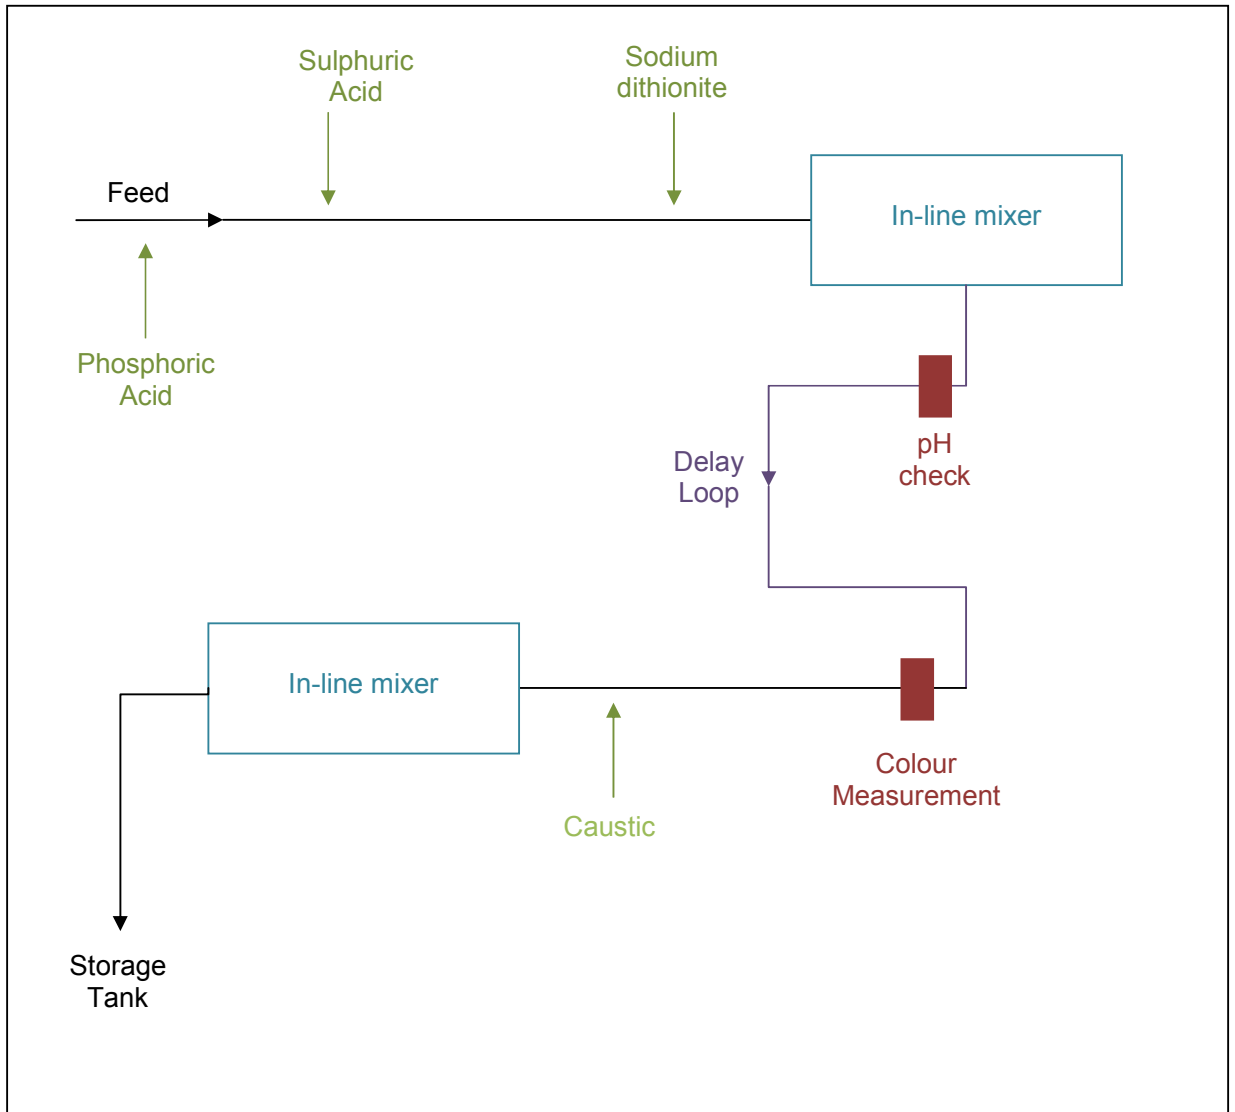 Sulphuric
Acid
Sodium
dithionite
Feed
In-line mixer
Phosphoric
Acid
pH
check
Delay
Loop
In-line mixer
Colour
Measurement
Caustic
Storage
Tank